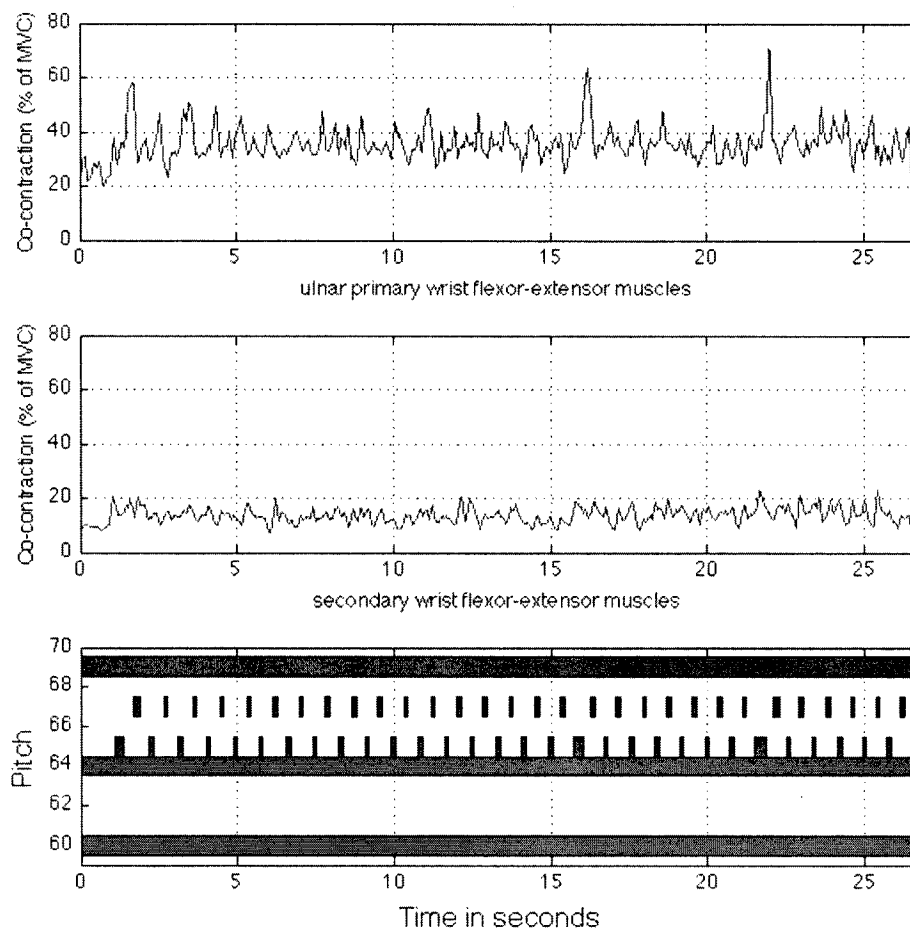 Co-contraction (% of MVC)
80
60
40
20
0
0 5 10 15 20 25
ulnar primary wrist flexor-extensor muscles
Co-contraction (% of MVC)
80
60
40
20
0
0 5 10 15 20 25
secondary wrist flexor-extensor muscles
Pitch
70
68
66
64
62
60
0 5 10 15 20 25
Time in seconds